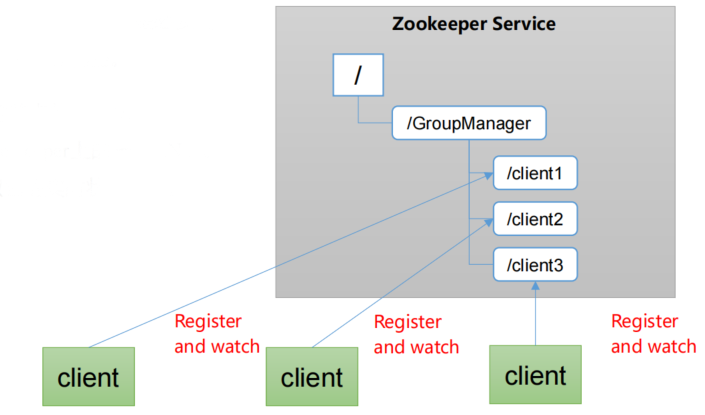 Zookeeper Service
/
/GroupManager
/client1
/client2
/client3
Register
and watch
Register
and watch
Register
and watch
client
client
client